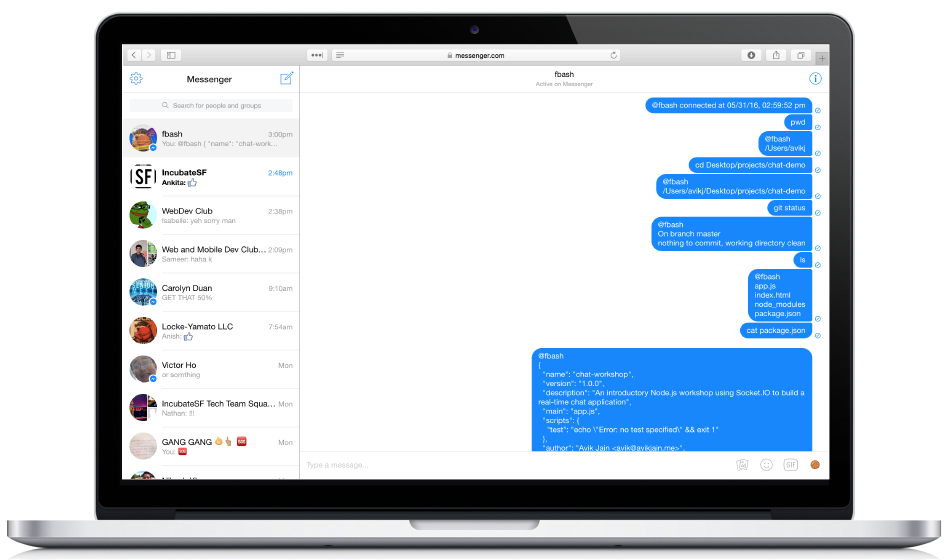 messenger.com
Messenger
Search for people and groups
fbash
3:00pm
You: @fbash { "name": "chat-work...
IncubateSF
2:48pm
Ankita:
SF
WebDev Club
2:38pm
Isabelle: yeh sorry man
Web and Mobile Dev Club...
2:09pm
Sameer: haha k
Carolyn Duan
9:10am
GET THAT 50%
Locke-Yamato LLC
7:54am
Anish:
Victor Ho
Mon
or somthing
IncubateSF Tech Team Squa...
Mon
Nathan: !!!
GANG GANG
Mon
You:
fbash
Active on Messenger
@fbash connected at 05/31/16, 02:59:52 pm
pwd
@fbash
/Users/avikj
cd Desktop/projects/chat-demo
@fbash
/Users/avikj/Desktop/projects/chat-demo
git status
@fbash
On branch master
nothing to commit, working directory clean
ls
@fbash
app.js
index.html
node_modules
package.json
cat package.json
@fbash
{
"name": "chat-workshop",
"version": "1.0.0",
"description": "An introductory Node.js workshop using Socket.IO to build a
real-time chat application",
"main": "app.js",
"scripts": {
"test": "echo \"Error: no test specified\" && exit 1"
},
"author": "Avik Jain <avik@avikjain.me>",
Type a message...
GIF